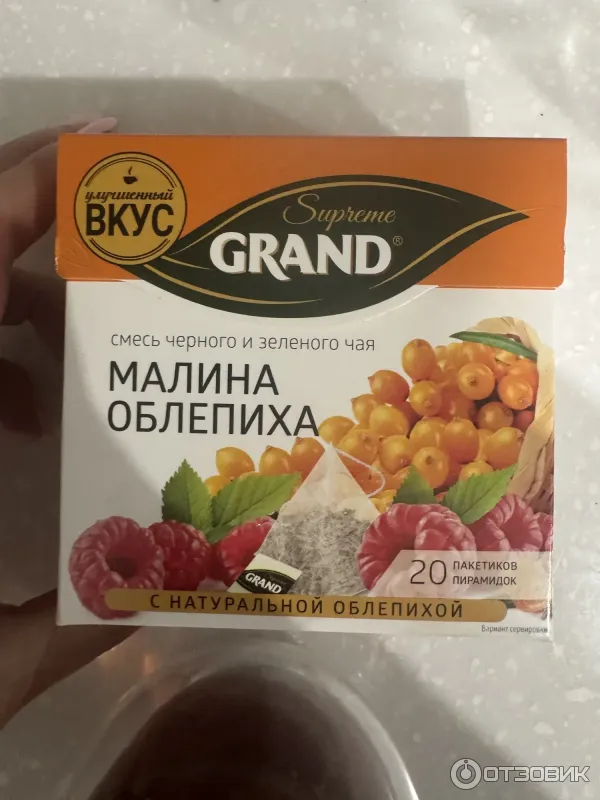 улучшенный
ВКУС
Supreme
GRAND®
смесь черного и зеленого чая
МАЛИНА
ОБЛЕПИХА
GRAND
20 ПАКЕТИКОВ
ПИРАМИДОК
С НАТУРАЛЬНОЙ ОБЛЕПИХОЙ
Вариант сервировки
ОТЗОВИК